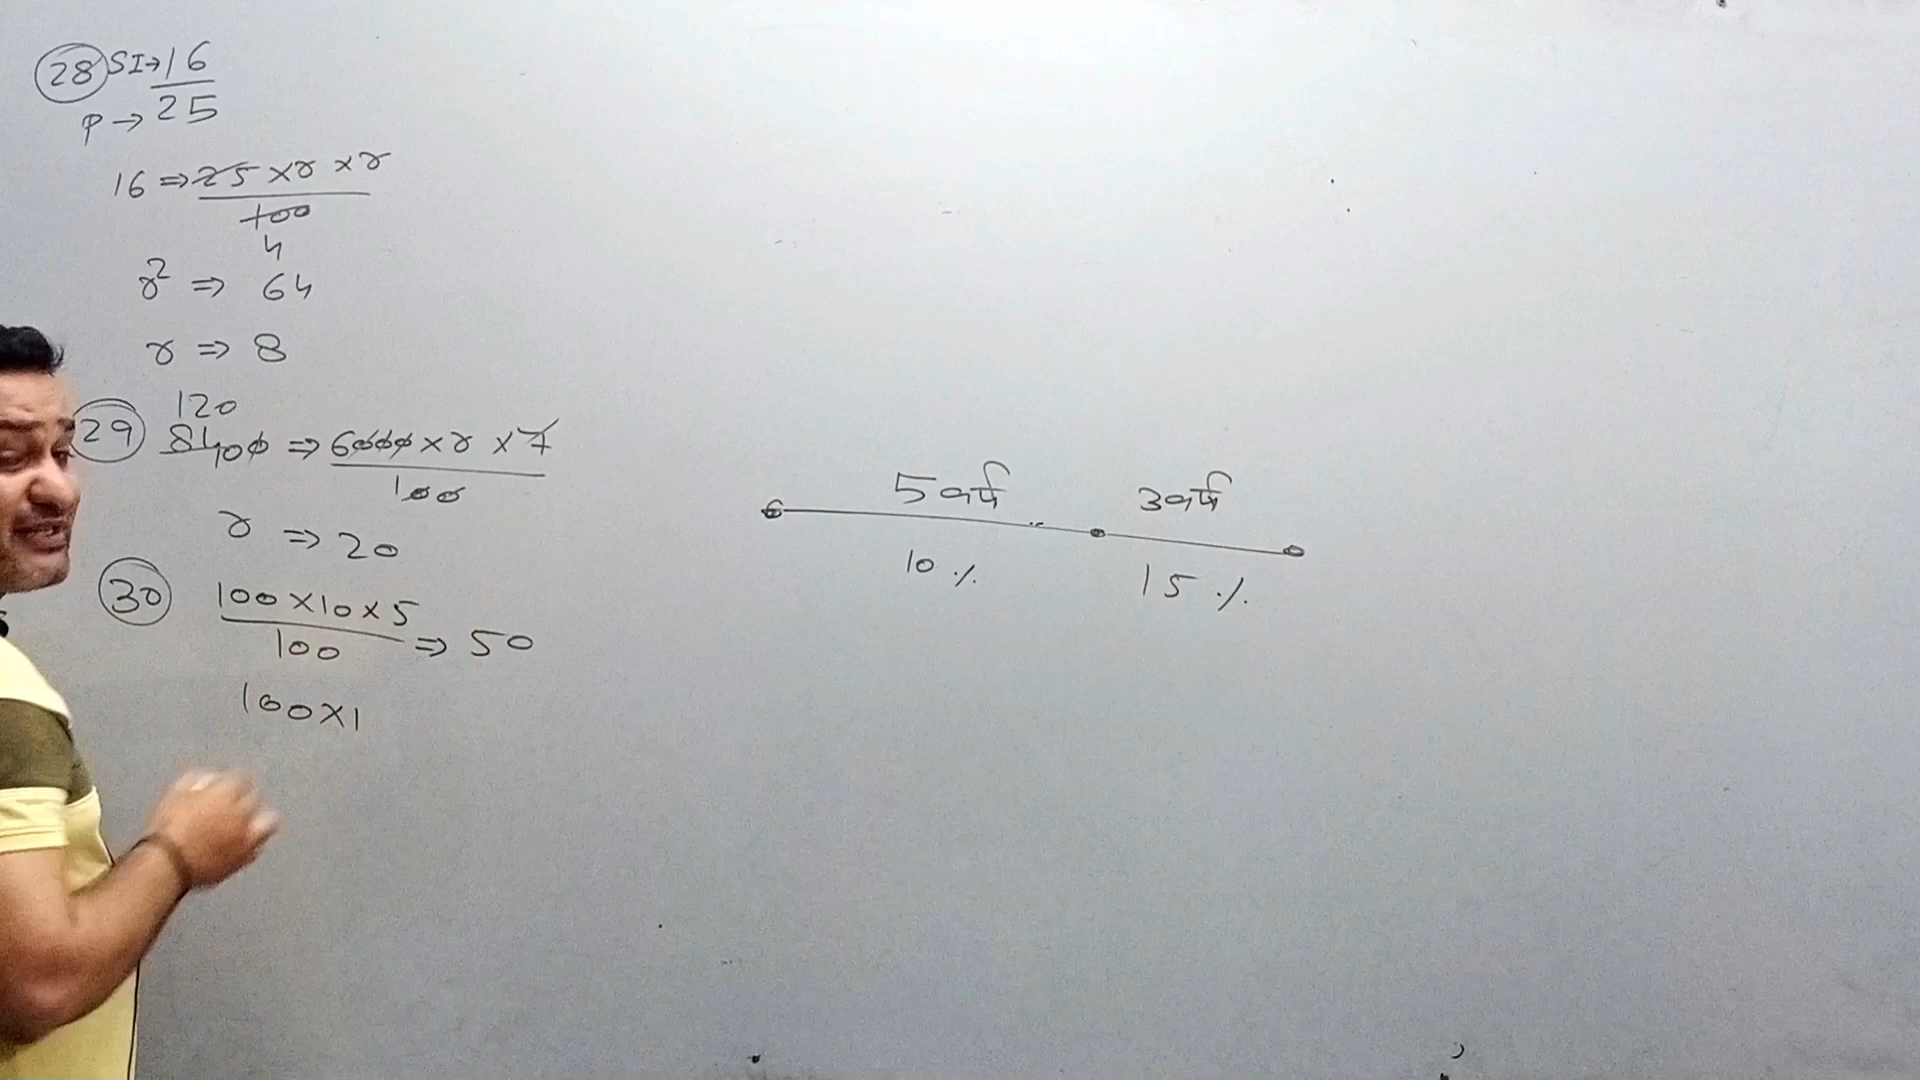 28 SI→ 16
P → 25
16 ⇒ 25 × r × r
100
4
r² ⇒ 64
r ⇒ 8
120
29 8400 ⇒ 6000 × r × 7
100
r ⇒ 20
30 100 × 10 × 5
100 ⇒ 50
100 × 1
5 वर्ष 3 वर्ष
10 % 15 %